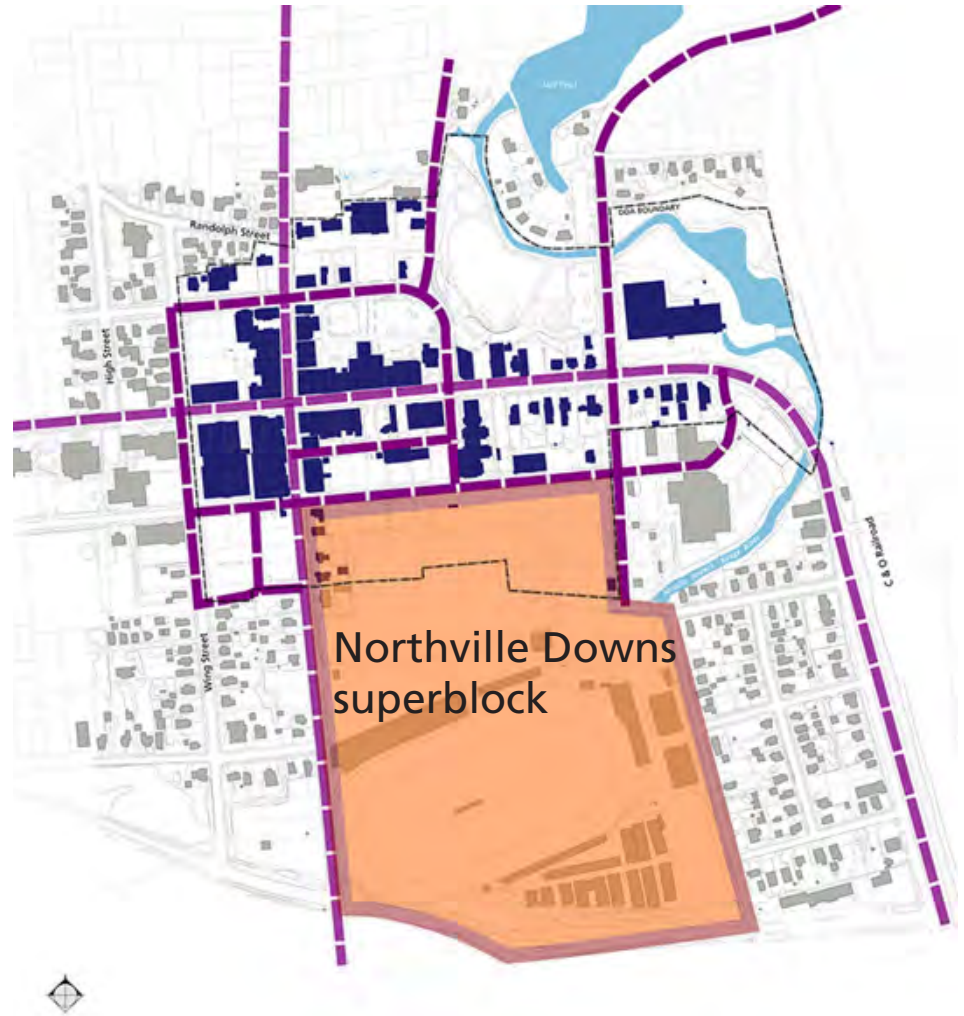 Randolph Street
DDA BOUNDARY
High Street
C & O Railroad
Northville Downs
superblock
Wing Street